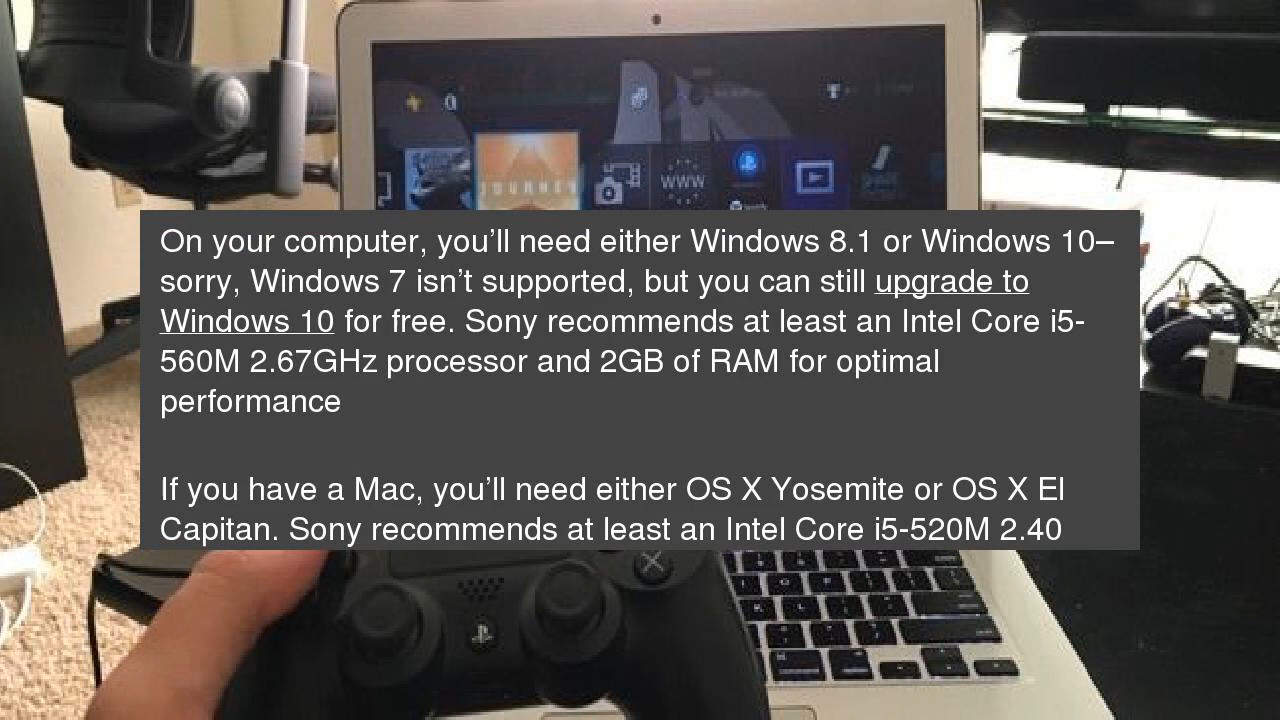 JOURNEY
WWW
On your computer, you’ll need either Windows 8.1 or Windows 10–
sorry, Windows 7 isn’t supported, but you can still upgrade to
Windows 10 for free. Sony recommends at least an Intel Core i5-
560M 2.67GHz processor and 2GB of RAM for optimal
performance
If you have a Mac, you’ll need either OS X Yosemite or OS X El
Capitan. Sony recommends at least an Intel Core i5-520M 2.40